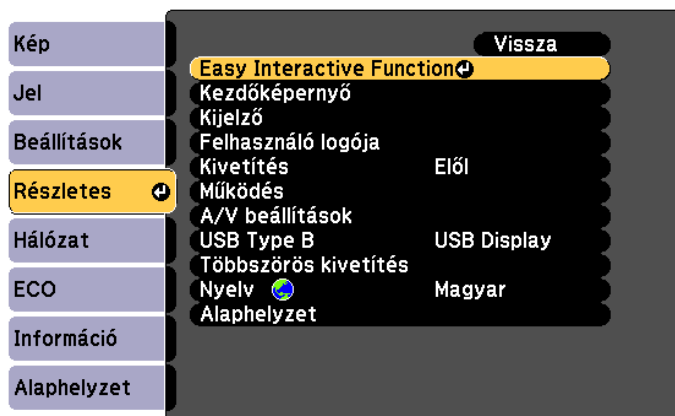 Kép
Jel
Beállítások
Részletes
Hálózat
ECO
Információ
Alaphelyzet
Vissza
Easy Interactive Function
Kezdőképernyő
Kijelző
Felhasználó logója
Kivetítés Elől
Működés
A/V beállítások
USB Type B USB Display
Többszörös kivetítés
Nyelv Magyar
Alaphelyzet